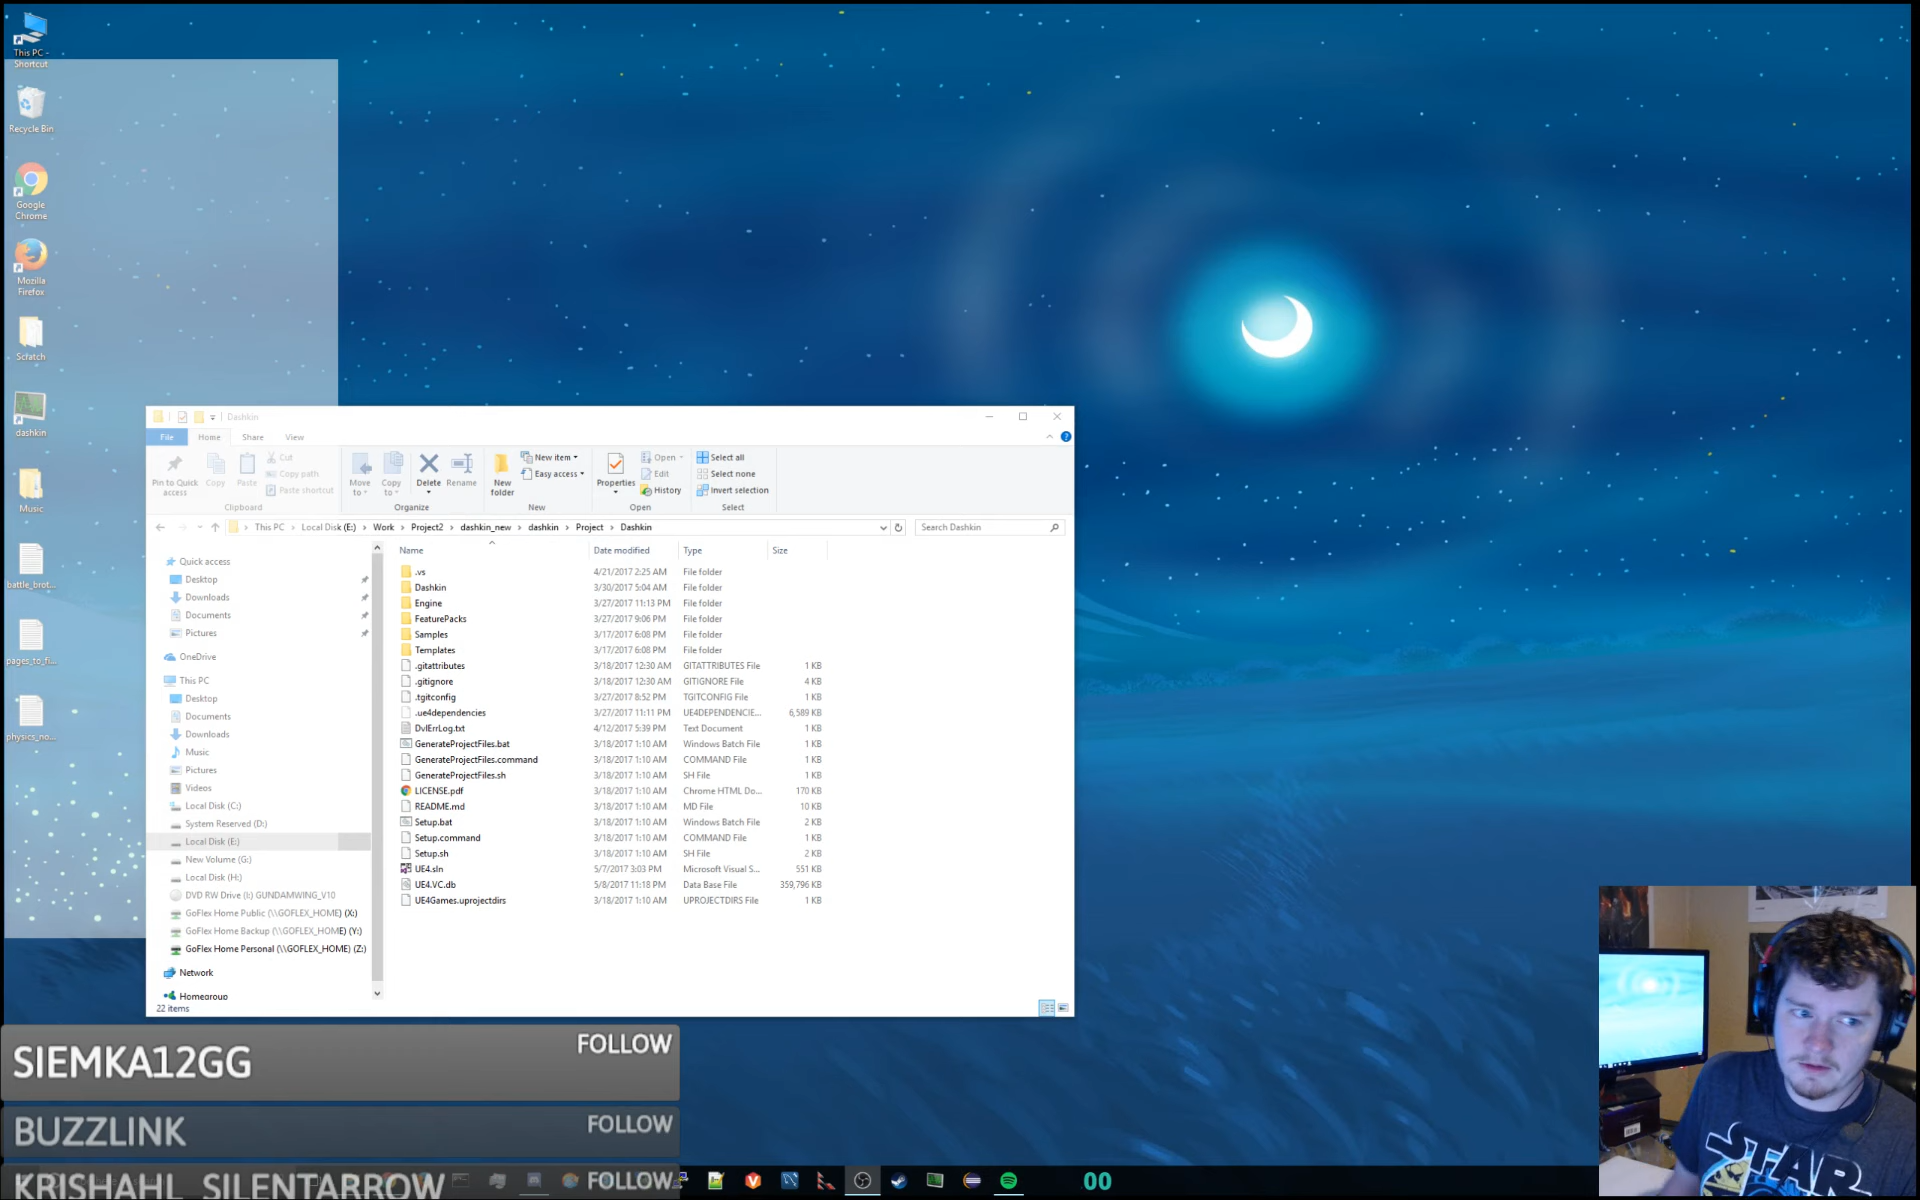 This PC -
Shortcut
Recycle Bin
Google
Chrome
Mozilla
Firefox
Scfatch
dashkin
Music
battle_brot...
pages_to_fi...
physics_no...
Dashkin
File Home Share View
Pin to Quick
access
Copy
Paste
Cut
Copy path
Paste shortcut
Clipboard
Move
to
Copy
to
Delete
Rename
Organize
New
folder
New item
Easy access
New
Properties
Open
Edit
History
Open
Select all
Select none
Invert selection
Select
This PC > Local Disk (E:) > Work > Project2 > dashkin_new > dashkin > Project > Dashkin
Search Dashkin
Quick access
Desktop
Downloads
Documents
Pictures
OneDrive
This PC
Desktop
Documents
Downloads
Music
Pictures
Videos
Local Disk (C:)
System Reserved (D:)
Local Disk (E:)
New Volume (G:)
Local Disk (H:)
DVD RW Drive (I:) GUNDAMWING_V10
GoFlex Home Public (\\GOFLEX_HOME) (X:)
GoFlex Home Backup (\\GOFLEX_HOME) (Y:)
GoFlex Home Personal (\\GOFLEX_HOME) (Z:)
Network
Homegroup
Name Date modified Type Size
.vs 4/21/2017 2:25 AM File folder
Dashkin 3/30/2017 5:04 AM File folder
Engine 3/27/2017 11:13 PM File folder
FeaturePacks 3/27/2017 9:06 PM File folder
Samples 3/17/2017 6:08 PM File folder
Templates 3/17/2017 6:08 PM File folder
.gitattributes 3/18/2017 12:30 AM GITATTRIBUTES File 1 KB
.gitignore 3/18/2017 12:30 AM GITIGNORE File 4 KB
.tgitconfig 3/27/2017 8:52 PM TGITCONFIG File 1 KB
.ue4dependencies 3/27/2017 11:11 PM UE4DEPENDENCIE... 6,589 KB
DvlErrLog.txt 4/12/2017 5:39 PM Text Document 1 KB
GenerateProjectFiles.bat 3/18/2017 1:10 AM Windows Batch File 1 KB
GenerateProjectFiles.command 3/18/2017 1:10 AM COMMAND File 1 KB
GenerateProjectFiles.sh 3/18/2017 1:10 AM SH File 1 KB
LICENSE.pdf 3/18/2017 1:10 AM Chrome HTML Do... 170 KB
README.md 3/18/2017 1:10 AM MD File 10 KB
Setup.bat 3/18/2017 1:10 AM Windows Batch File 2 KB
Setup.command 3/18/2017 1:10 AM COMMAND File 1 KB
Setup.sh 3/18/2017 1:10 AM SH File 2 KB
UE4.sln 5/7/2017 3:03 PM Microsoft Visual S... 551 KB
UE4.VC.db 5/8/2017 11:18 PM Data Base File 359,796 KB
UE4Games.uprojectdirs 3/18/2017 1:10 AM UPROJECTDIRS File 1 KB
22 items
SIEMKA12GG FOLLOW
BUZZLINK FOLLOW
KRISHAHL_SILENTARROW FOLLOW
00
STAR